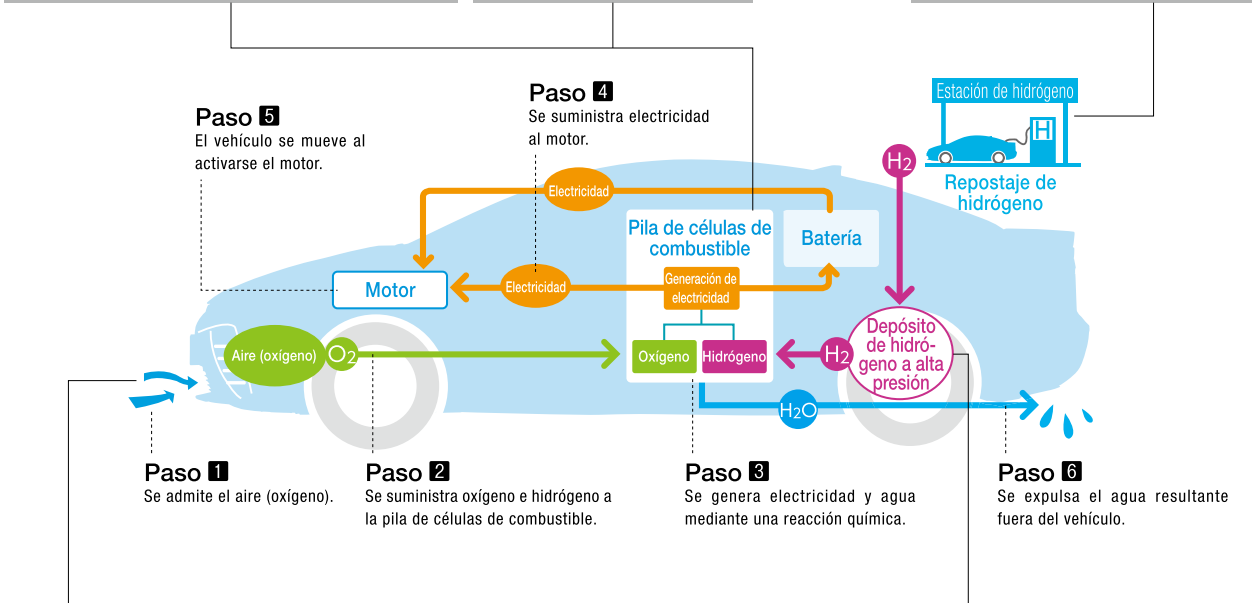 Paso 4
Se suministra electricidad
al motor.
Paso 5
El vehículo se mueve al
activarse el motor.
Estación de hidrógeno
H
H2
Repostaje de
hidrógeno
Electricidad
Pila de células de
combustible
Batería
Motor
Electricidad
Generación de
electricidad
Aire (oxígeno)
O2
Oxígeno
Hidrógeno
H2
Depósito
de hidró-
geno a alta
presión
H2O
Paso 1
Se admite el aire (oxígeno).
Paso 2
Se suministra oxígeno e hidrógeno a
la pila de células de combustible.
Paso 3
Se genera electricidad y agua
mediante una reacción química.
Paso 6
Se expulsa el agua resultante
fuera del vehículo.